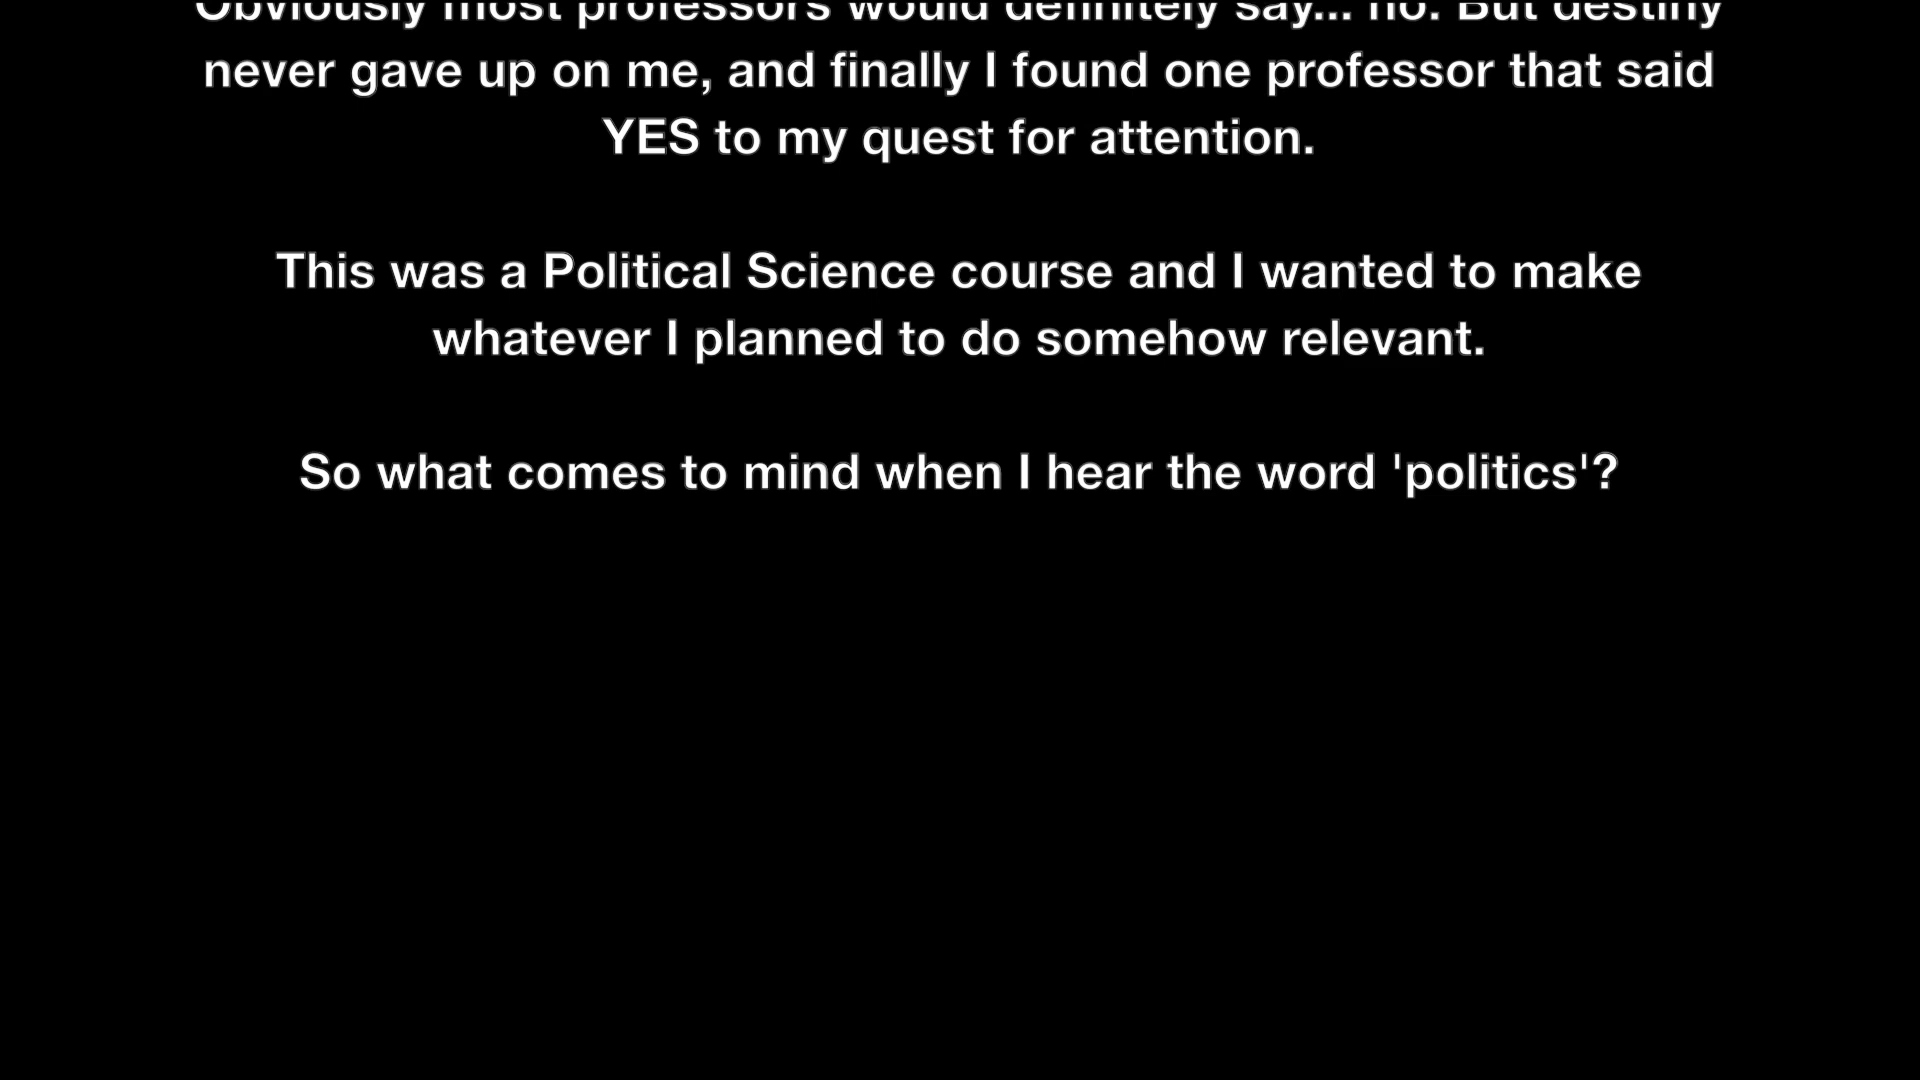 Obviously most professors would definitely say... no. But destiny
never gave up on me, and finally I found one professor that said
YES to my quest for attention.
This was a Political Science course and I wanted to make
whatever I planned to do somehow relevant.
So what comes to mind when I hear the word 'politics'?